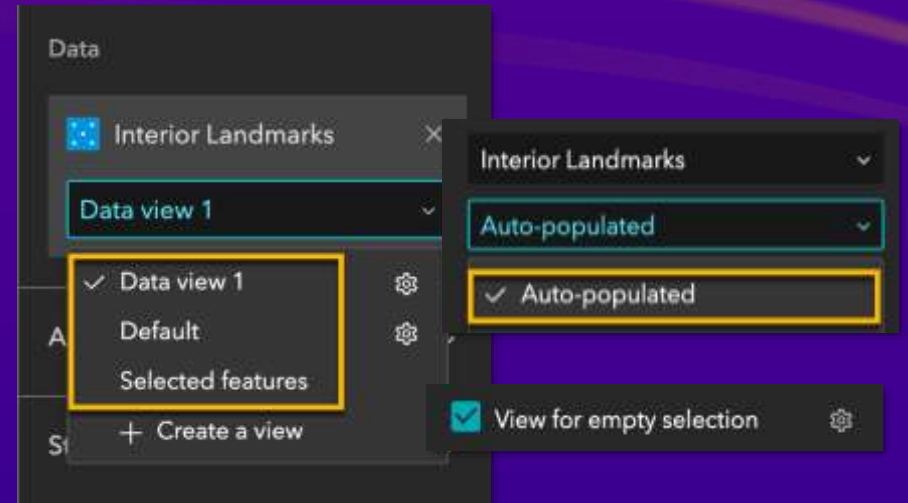 Data
Interior Landmarks
Data view 1
Data view 1
Default
Selected features
+ Create a view
A
St
Interior Landmarks
Auto-populated
Auto-populated
View for empty selection